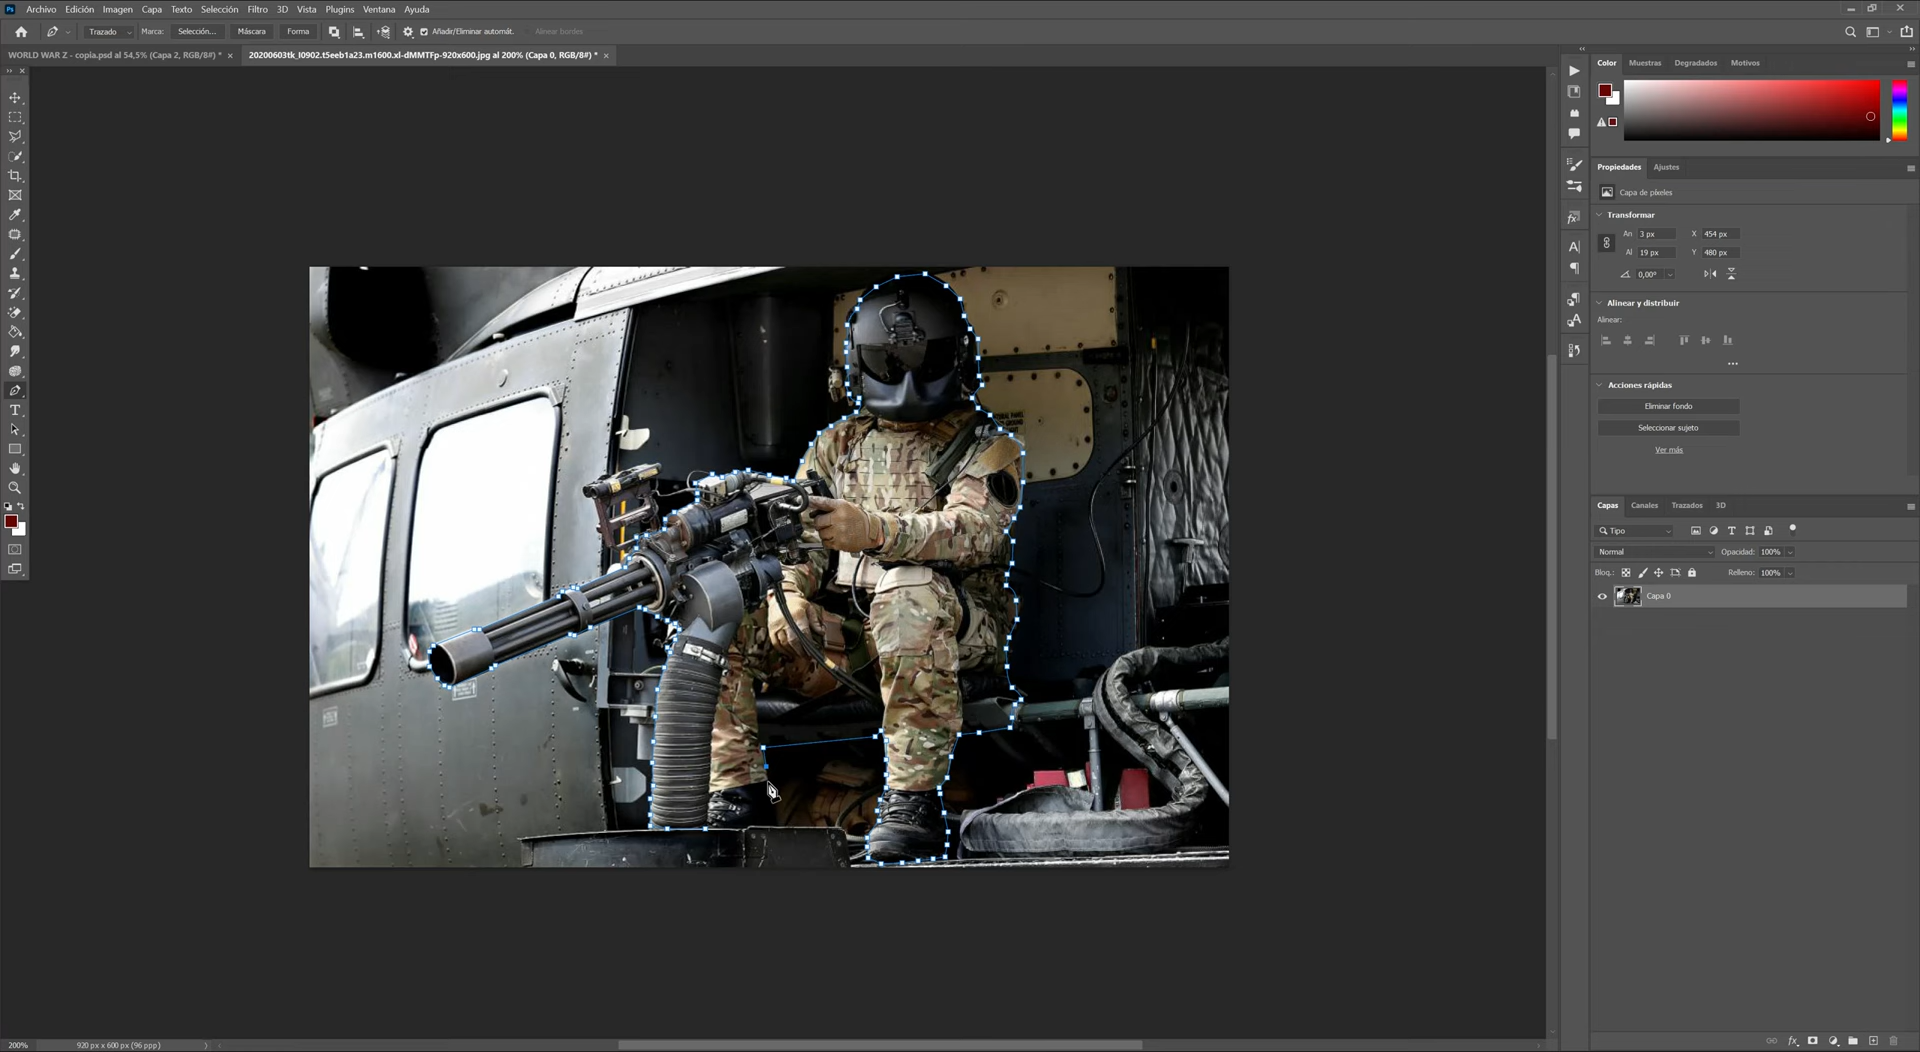 Ps Archivo Edición Imagen Capa Texto Selección Filtro 3D Vista Plugins Ventana Ayuda
Trazado Marca: Selección... Máscara Forma Añadir/Eliminar automát. Alinear bordes
WORLD WAR Z - copia.psd al 54,5% (Capa 2, RGB/8#) * ×
20200603tk_I0902.t5eeb1a23.m1600.xl-dMMTFp-920x600.jpg al 200% (Capa 0, RGB/8#) * ×
Color Muestras Degradados Motivos
Propiedades Ajustes
Capa de píxeles
Transformar
An 3 px X 454 px
Al 19 px Y 480 px
0,00°
Alinear y distribuir
Alinear:
Acciones rápidas
Eliminar fondo
Seleccionar sujeto
Ver más
Capas Canales Trazados 3D
Tipo
Normal Opacidad: 100%
Bloq.: Relleno: 100%
Capa 0
200% 920 px x 600 px (96 ppp)